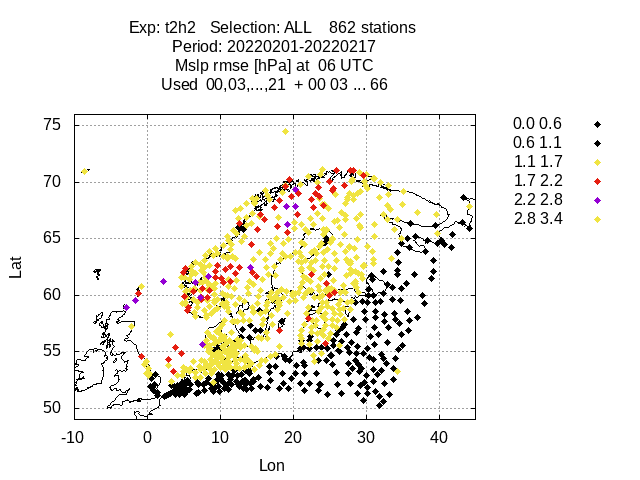 Exp: t2h2 Selection: ALL 862 stations
Period: 20220201-20220217
Mslp rmse [hPa] at 06 UTC
Used 00,03,...,21 + 00 03 ... 66
0.0 0.6
0.6 1.1
1.1 1.7
1.7 2.2
2.2 2.8
2.8 3.4
75
70
65
60
55
50
Lat
-10 0 10 20 30 40
Lon